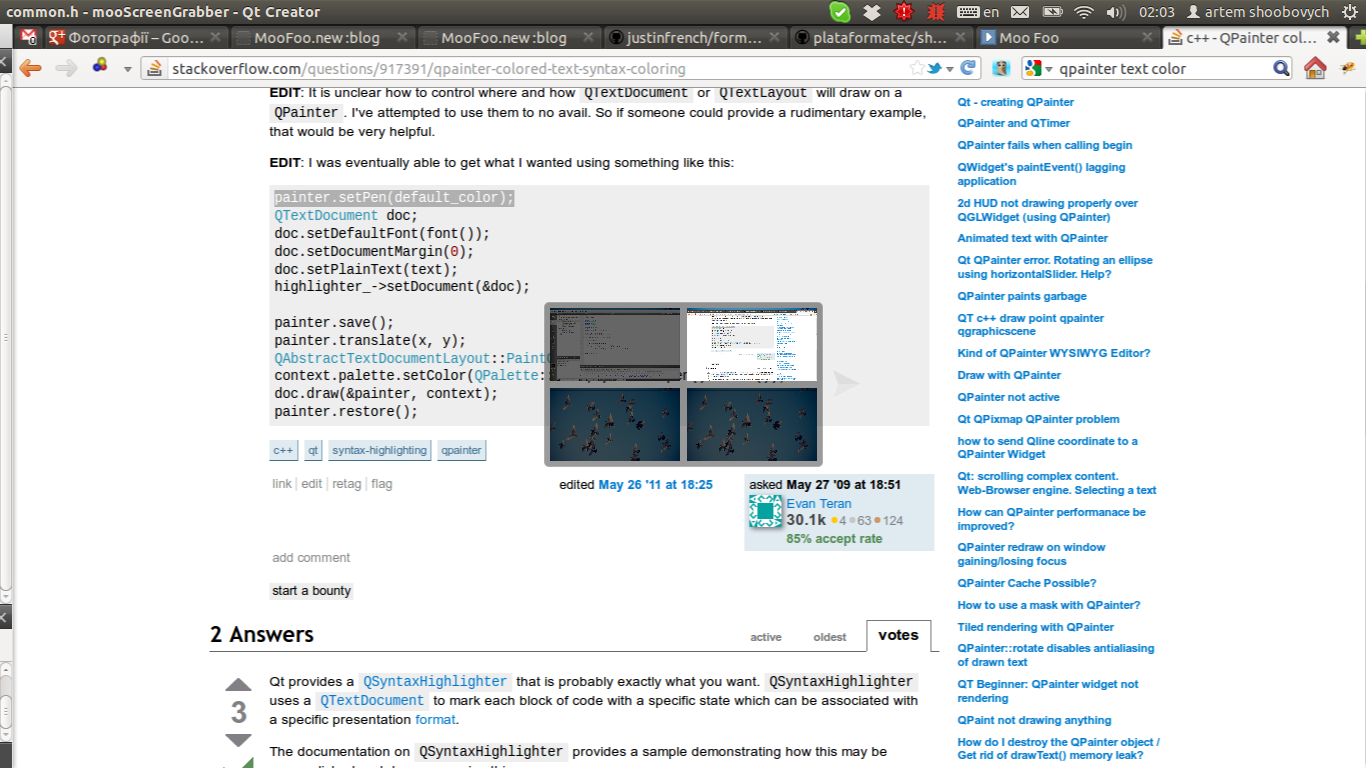 common.h - mooScreenGrabber - Qt Creator
en
02:03
artem shoobovych
Фотографії – Goo...
MooFoo.new :blog
MooFoo.new :blog
justinfrench/form...
plataformatec/sh...
Moo Foo
c++ - QPainter col...
stackoverflow.com/questions/917391/qpainter-colored-text-syntax-coloring
qpainter text color
EDIT: It is unclear how to control where and how QTextDocument or QTextLayout will draw on a
QPainter. I've attempted to use them to no avail. So if someone could provide a rudimentary example,
that would be very helpful.
EDIT: I was eventually able to get what I wanted using something like this:
painter.setPen(default_color);
QTextDocument doc;
doc.setDefaultFont(font());
doc.setDocumentMargin(0);
doc.setPlainText(text);
highlighter_->setDocument(&doc);
painter.save();
painter.translate(x, y);
QAbstractTextDocumentLayout::Paint
context.palette.setColor(QPalette:
doc.draw(&painter, context);
painter.restore();
c++ qt syntax-highlighting qpainter
link | edit | retag | flag
edited May 26 '11 at 18:25
asked May 27 '09 at 18:51
Evan Teran
30.1k 4 63 124
85% accept rate
add comment
start a bounty
2 Answers
active oldest votes
3
Qt provides a QSyntaxHighlighter that is probably exactly what you want. QSyntaxHighlighter
uses a QTextDocument to mark each block of code with a specific state which can be associated with
a specific presentation format.
The documentation on QSyntaxHighlighter provides a sample demonstrating how this may be
Qt - creating QPainter
QPainter and QTimer
QPainter fails when calling begin
QWidget's paintEvent() lagging
application
2d HUD not drawing properly over
QGLWidget (using QPainter)
Animated text with QPainter
Qt QPainter error. Rotating an ellipse
using horizontalSlider. Help?
QPainter paints garbage
QT c++ draw point qpainter
qgraphicscene
Kind of QPainter WYSIWYG Editor?
Draw with QPainter
QPainter not active
Qt QPixmap QPainter problem
how to send Qline coordinate to a
QPainter Widget
Qt: scrolling complex content.
Web-Browser engine. Selecting a text
How can QPainter performanace be
improved?
QPainter redraw on window
gaining/losing focus
QPainter Cache Possible?
How to use a mask with QPainter?
Tiled rendering with QPainter
QPainter::rotate disables antialiasing
of drawn text
QT Beginner: QPainter widget not
rendering
QPaint not drawing anything
How do I destroy the QPainter object /
Get rid of drawText() memory leak?